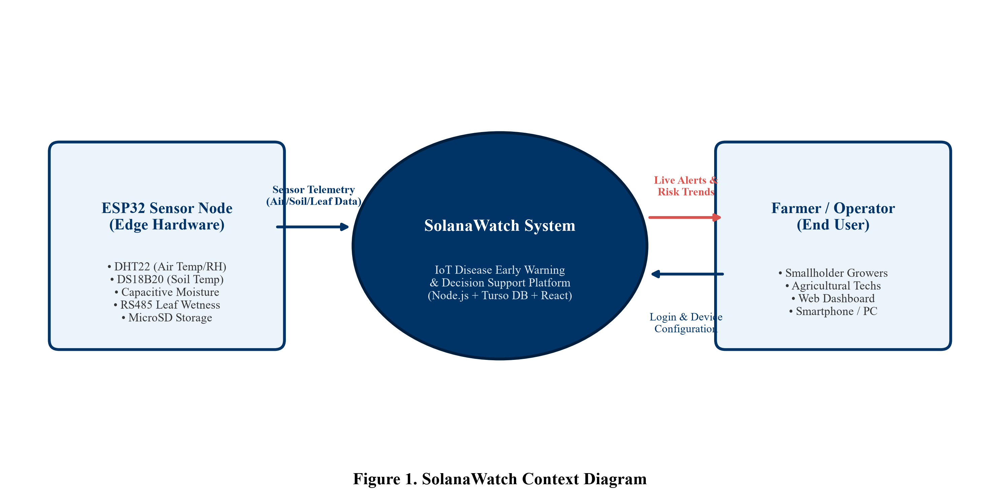 ESP32 Sensor Node
(Edge Hardware)
• DHT22 (Air Temp/RH)
• DS18B20 (Soil Temp)
• Capacitive Moisture
• RS485 Leaf Wetness
• MicroSD Storage
Sensor Telemetry
(Air/Soil/Leaf Data)
SolanaWatch System
IoT Disease Early Warning
& Decision Support Platform
(Node.js + Turso DB + React)
Live Alerts &
Risk Trends
Login & Device
Configuration
Farmer / Operator
(End User)
• Smallholder Growers
• Agricultural Techs
• Web Dashboard
• Smartphone / PC
Figure 1. SolanaWatch Context Diagram